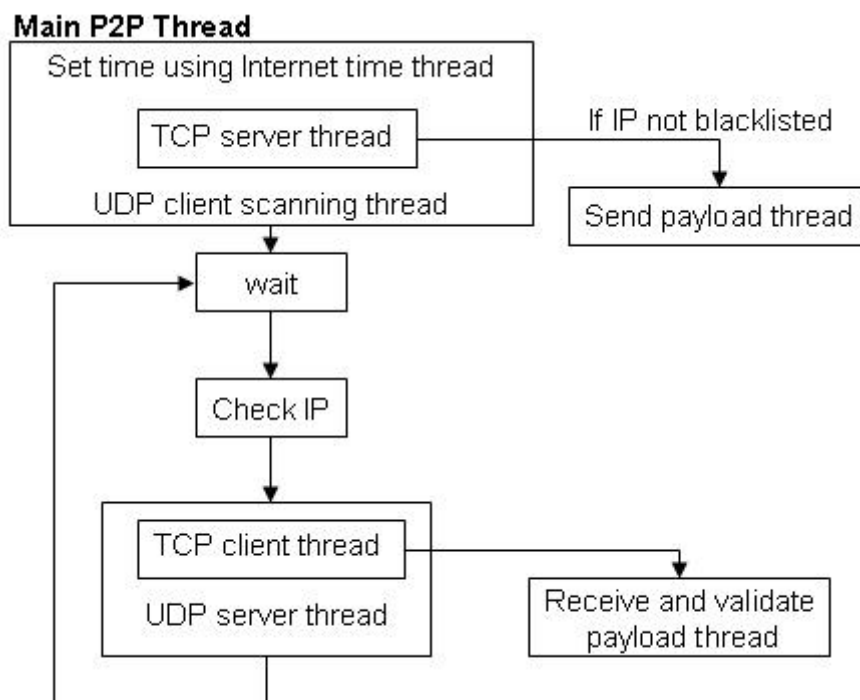 Main P2P Thread
Set time using Internet time thread
TCP server thread
If IP not blacklisted
UDP client scanning thread
Send payload thread
wait
Check IP
TCP client thread
UDP server thread
Receive and validate
payload thread